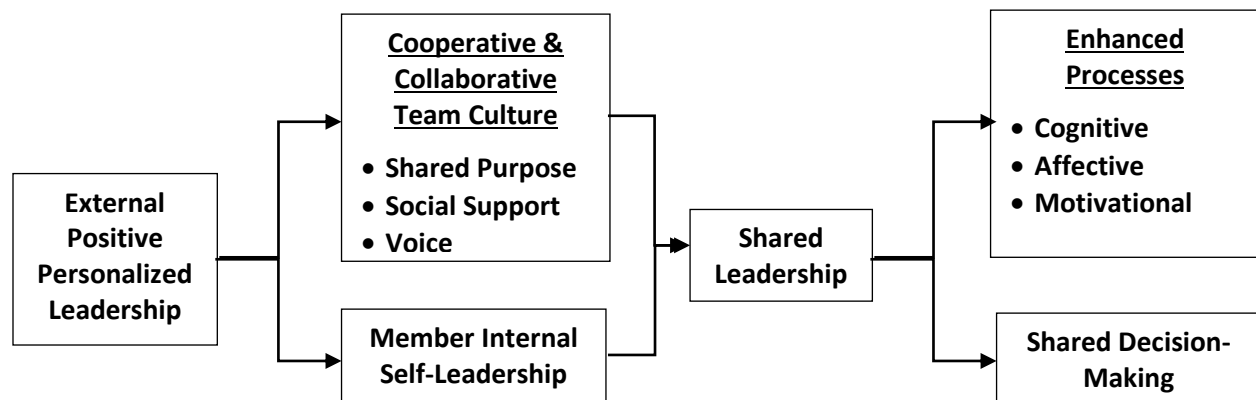 External
Positive
Personalized
Leadership
Cooperative &
Collaborative
Team Culture
• Shared Purpose
• Social Support
• Voice
Member Internal
Self-Leadership
Shared
Leadership
Enhanced
Processes
• Cognitive
• Affective
• Motivational
Shared Decision-
Making